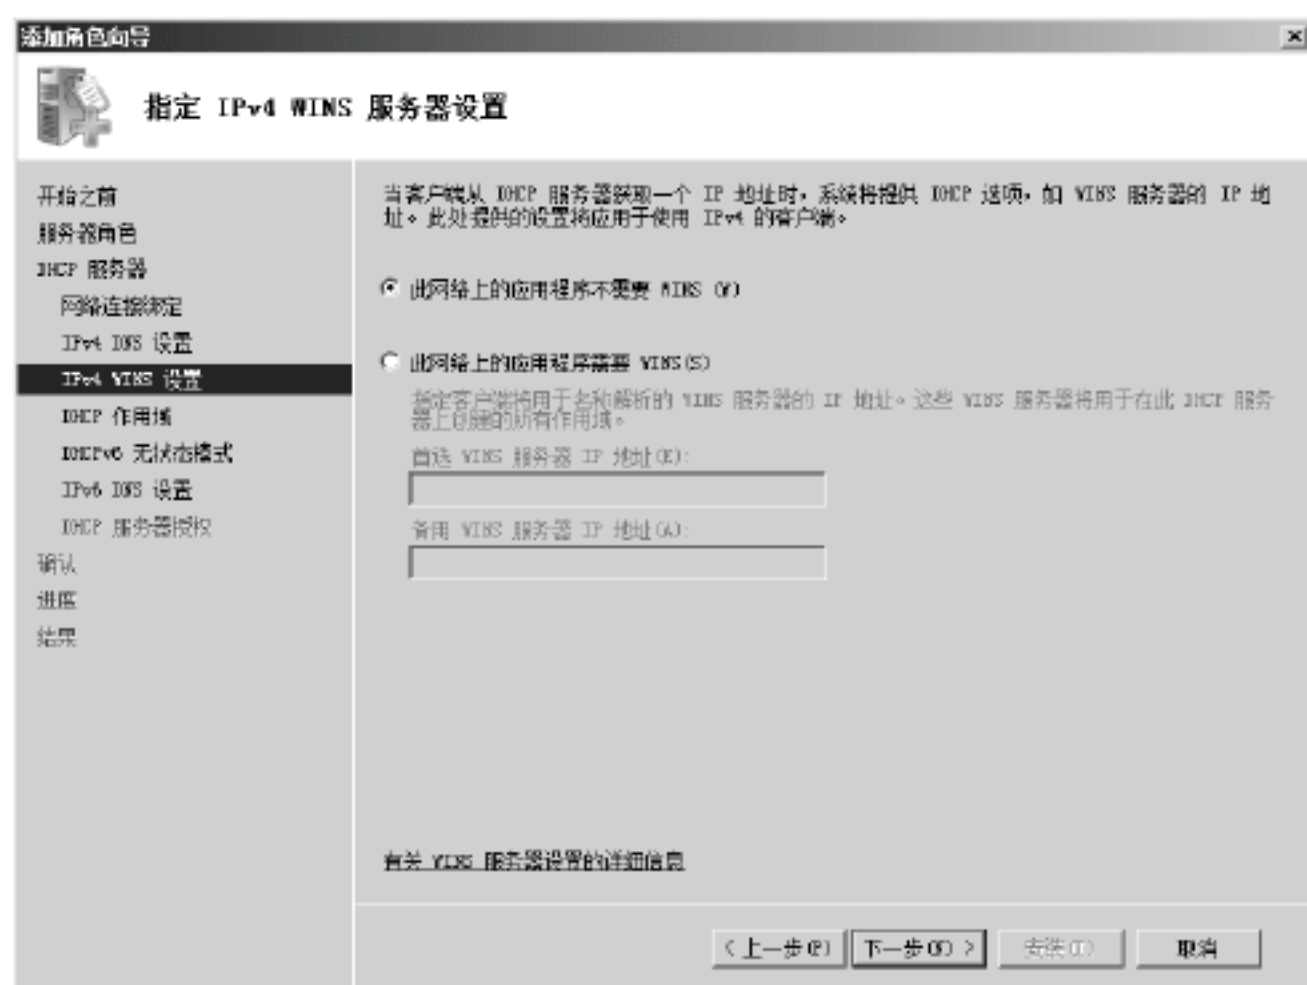 添加角色向导
指定 IPv4 WINS 服务器设置
开始之前
服务器角色
DHCP 服务器
网络连接绑定
IPv4 DNS 设置
IPv4 WINS 设置
DHCP 作用域
DHCPv6 无状态模式
IPv6 DNS 设置
DHCP 服务器授权
确认
进度
结果
当客户端从 DHCP 服务器获取一个 IP 地址时，系统将提供 DHCP 选项，如 WINS 服务器的 IP 地
址。此处提供的设置将应用于使用 IPv4 的客户端。
此网络上的应用程序不需要 WINS (W)
此网络上的应用程序需要 WINS(S)
指定客户端将用于名称解析的 WINS 服务器的 IP 地址。这些 WINS 服务器将用于在此 DHCP 服务
器上创建的所有作用域。
首选 WINS 服务器 IP 地址(R):
备用 WINS 服务器 IP 地址(A):
有关 WINS 服务器设置的详细信息
< 上一步(P)
下一步(N) >
安装(I)
取消